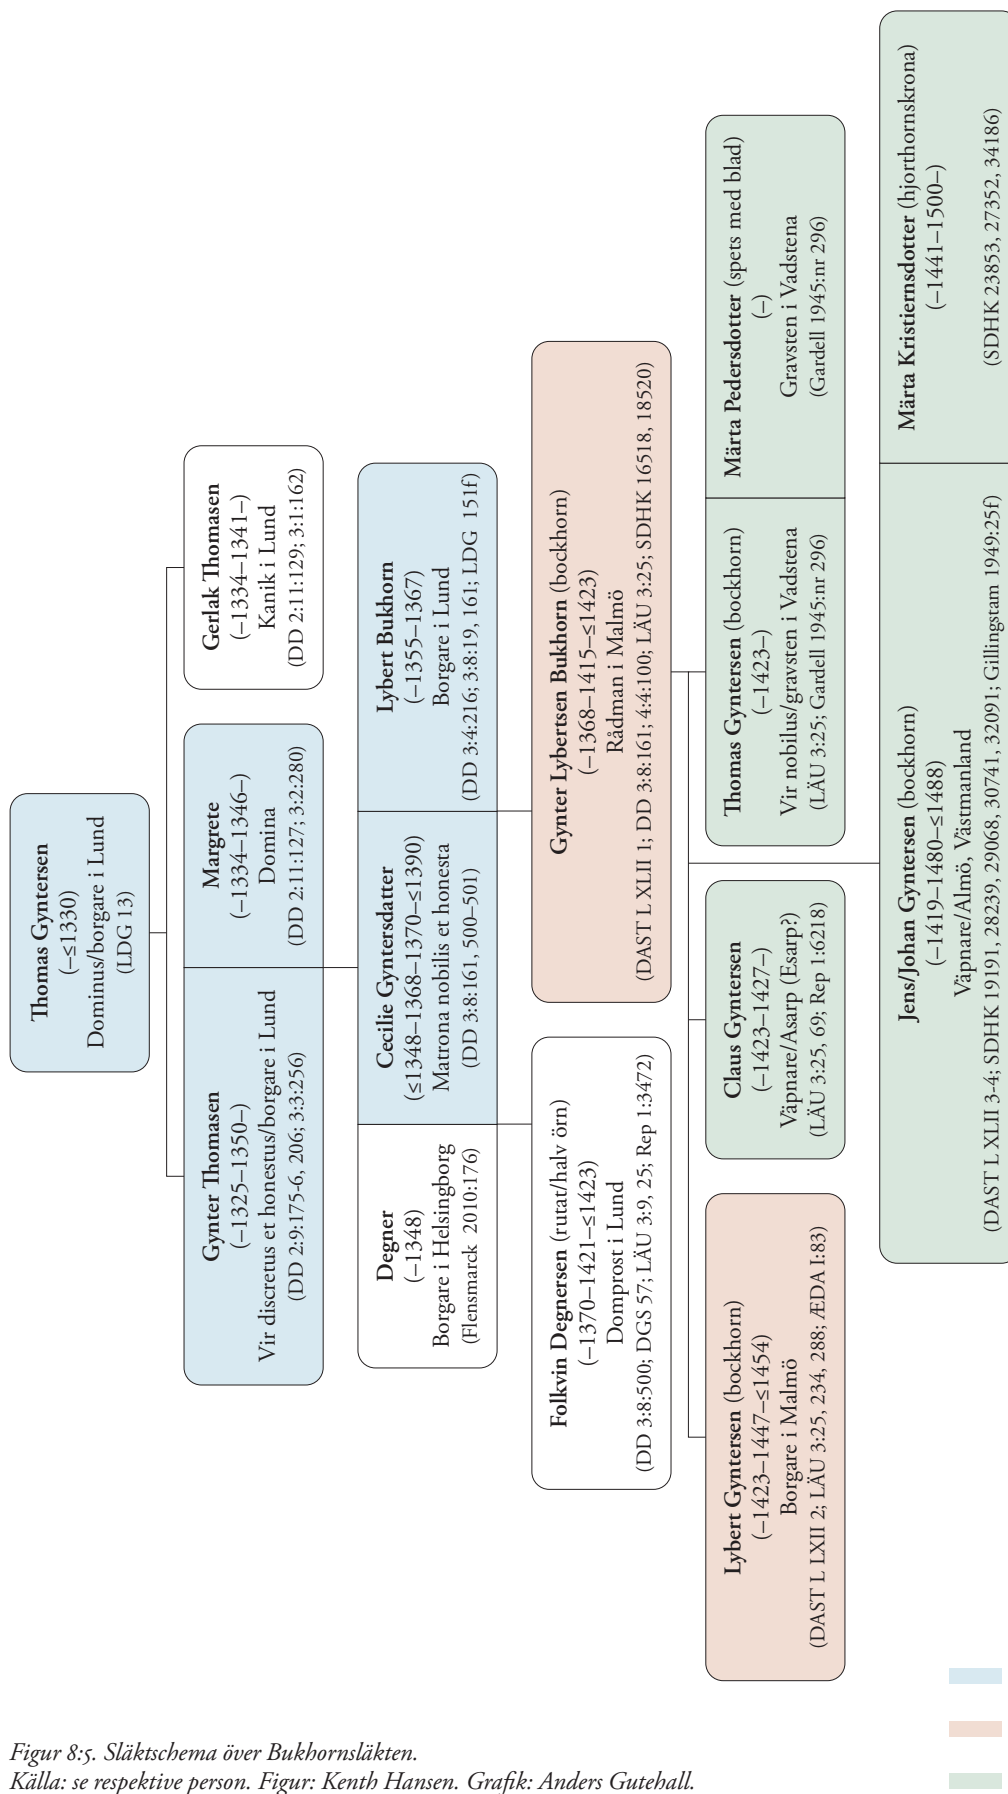 Thomas Gyntersen
(–≤1330)
Dominus/borgare i Lund
(LDG 13)
Gynter Thomasen
(–1325–1350–)
Vir discretus et honestus/borgare i Lund
(DD 2:9:175-6, 206; 3:3:256)
Margrete
(–1334–1346–)
Domina
(DD 2:11:127; 3:2:280)
Gerlak Thomasen
(–1334–1341–)
Kanik i Lund
(DD 2:11:129; 3:1:162)
Degner
(–1348)
Borgare i Helsingborg
(Flensmarck 2010:176)
Cecilie Gyntersdatter
(≤1348–1368–1370–≤1390)
Matrona nobilis et honesta
(DD 3:8:161, 500–501)
Lybert Bukhorn
(–1355–1367)
Borgare i Lund
(DD 3:4:216; 3:8:19, 161; LDG 151f)
Folkvin Degnersen (rutat/halv örn)
(–1370–1421–≤1423)
Domprost i Lund
(DD 3:8:500; DGS 57; LÄU 3:9, 25; Rep 1:3472)
Gynter Lybertsen Bukhorn (bockhorn)
(–1368–1415–≤1423)
Rådman i Malmö
(DAST L XLII 1; DD 3:8:161; 4:4:100; LÄU 3:25; SDHK 16518, 18520)
Lybert Gyntersen (bockhorn)
(–1423–1447–≤1454)
Borgare i Malmö
(DAST L LXII 2; LÄU 3:25, 234, 288; ÆDA I:83)
Claus Gyntersen
(–1423–1427–)
Väpnare/Asarp (Esarp?)
(LÄU 3:25, 69; Rep 1:6218)
Thomas Gyntersen (bockhorn)
(–1423–)
Vir nobilus/gravsten i Vadstena
(LÄU 3:25; Gardell 1945:nr 296)
Märta Pedersdotter (spets med blad)
(–)
Gravsten i Vadstena
(Gardell 1945:nr 296)
Jens/Johan Gyntersen (bockhorn)
(–1419–1480–≤1488)
Väpnare/Almö, Västmanland
(DAST L XLII 3-4; SDHK 19191, 28239, 29068, 30741, 32091; Gillingstam 1949:25f)
Märta Kristiernsdotter (hjorthornskrona)
(–1441–1500–)
(SDHK 23853, 27352, 34186)
Figur 8:5. Släktschema över Bukhornsläkten.
Källa: se respektive person. Figur: Kenth Hansen. Grafik: Anders Gutehall.